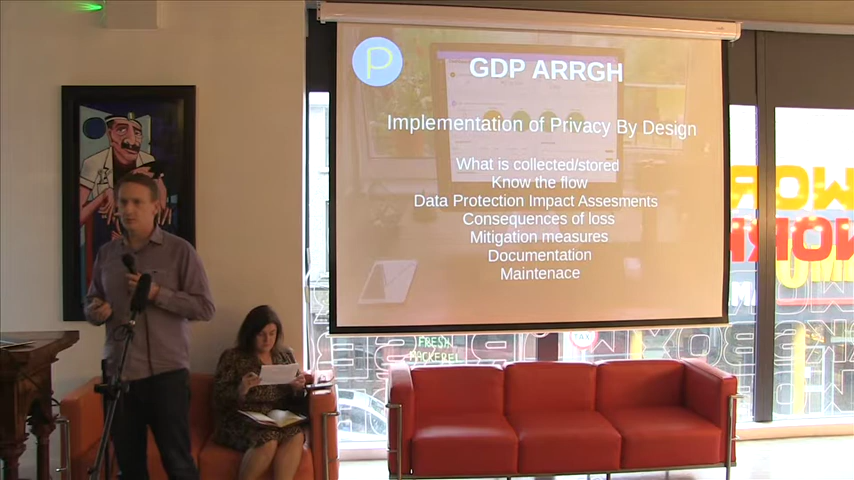 P
GDP ARRGH
Implementation of Privacy By Design
What is collected/stored
Know the flow
Data Protection Impact Assesments
Consequences of loss
Mitigation measures
Documentation
Maintenace
FRESH
MACKEREL